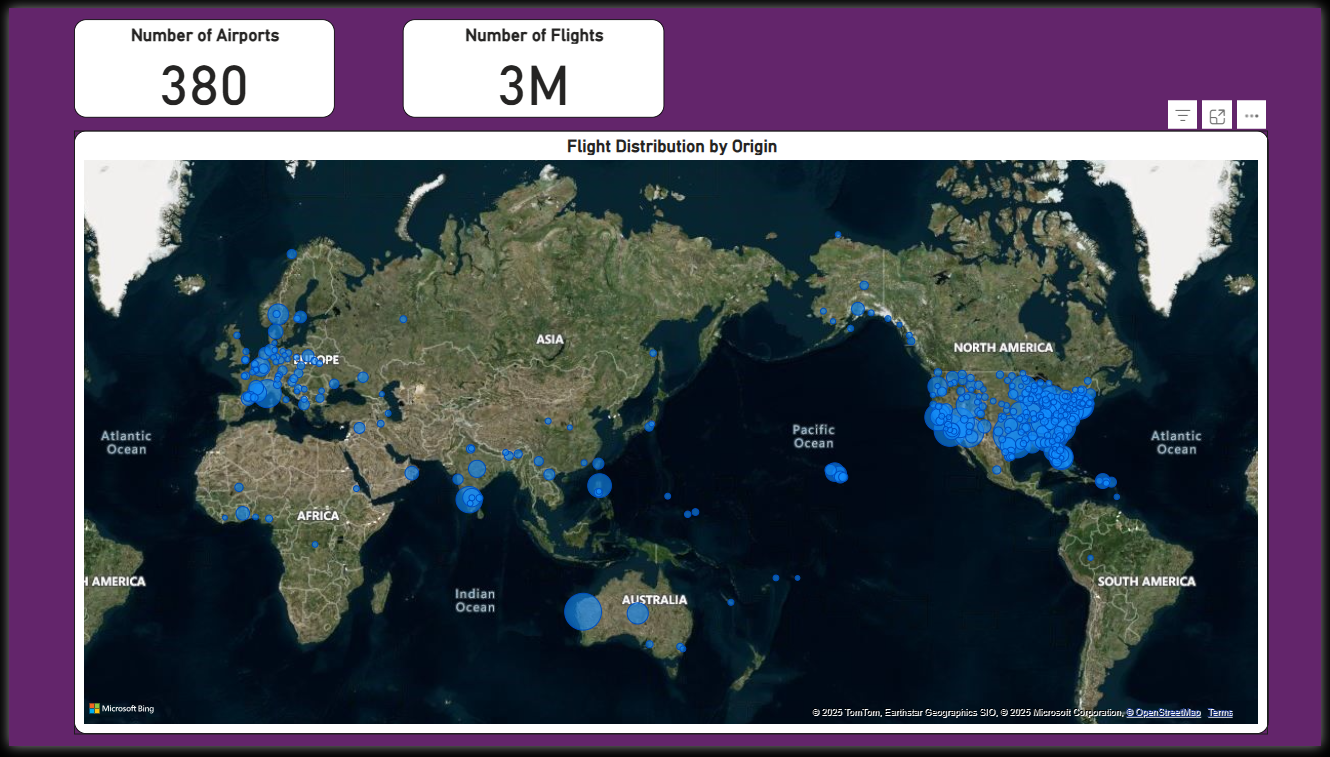 Number of Airports
380
Number of Flights
3M
Flight Distribution by Origin
ASIA
EUROPE
NORTH AMERICA
Atlantic
Ocean
Pacific
Ocean
Atlantic
Ocean
AFRICA
H AMERICA
SOUTH AMERICA
Indian
Ocean
AUSTRALIA
Microsoft Bing
© 2025 TomTom, Earthstar Geographics SIO, © 2025 Microsoft Corporation, © OpenStreetMap Terms